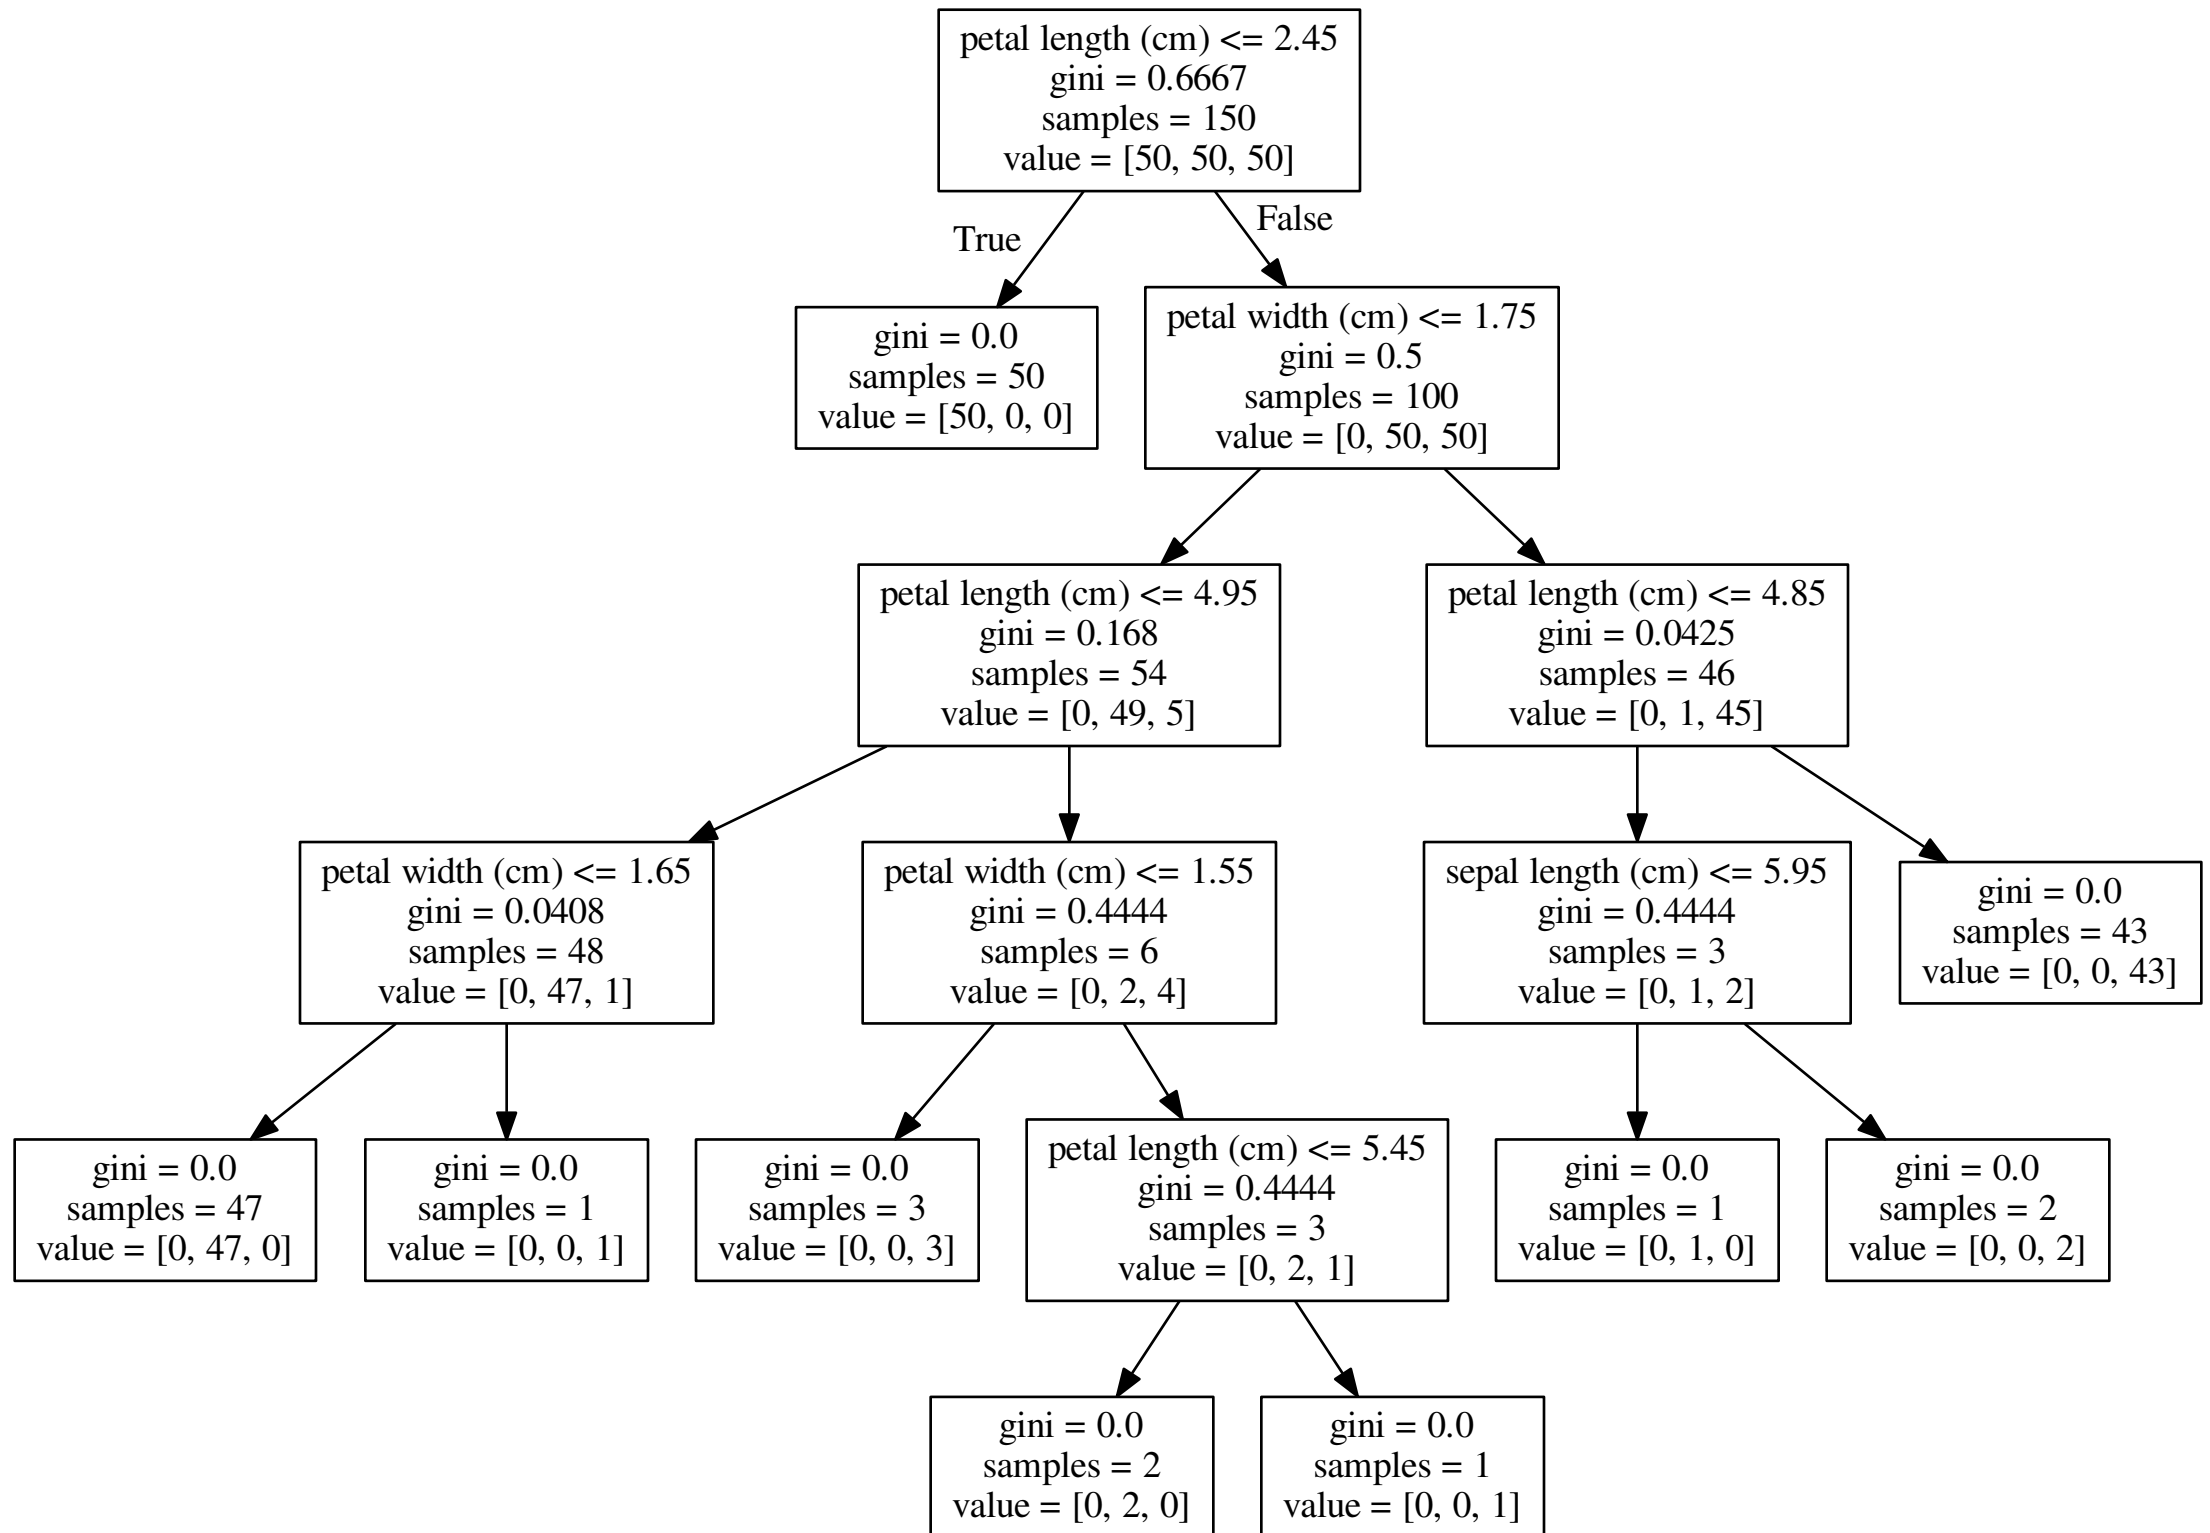 petal length (cm) <= 2.45
gini = 0.6667
samples = 150
value = [50, 50, 50]
True
False
gini = 0.0
samples = 50
value = [50, 0, 0]
petal width (cm) <= 1.75
gini = 0.5
samples = 100
value = [0, 50, 50]
petal length (cm) <= 4.95
gini = 0.168
samples = 54
value = [0, 49, 5]
petal length (cm) <= 4.85
gini = 0.0425
samples = 46
value = [0, 1, 45]
petal width (cm) <= 1.65
gini = 0.0408
samples = 48
value = [0, 47, 1]
petal width (cm) <= 1.55
gini = 0.4444
samples = 6
value = [0, 2, 4]
sepal length (cm) <= 5.95
gini = 0.4444
samples = 3
value = [0, 1, 2]
gini = 0.0
samples = 43
value = [0, 0, 43]
gini = 0.0
samples = 47
value = [0, 47, 0]
gini = 0.0
samples = 1
value = [0, 0, 1]
gini = 0.0
samples = 3
value = [0, 0, 3]
petal length (cm) <= 5.45
gini = 0.4444
samples = 3
value = [0, 2, 1]
gini = 0.0
samples = 1
value = [0, 1, 0]
gini = 0.0
samples = 2
value = [0, 0, 2]
gini = 0.0
samples = 2
value = [0, 2, 0]
gini = 0.0
samples = 1
value = [0, 0, 1]